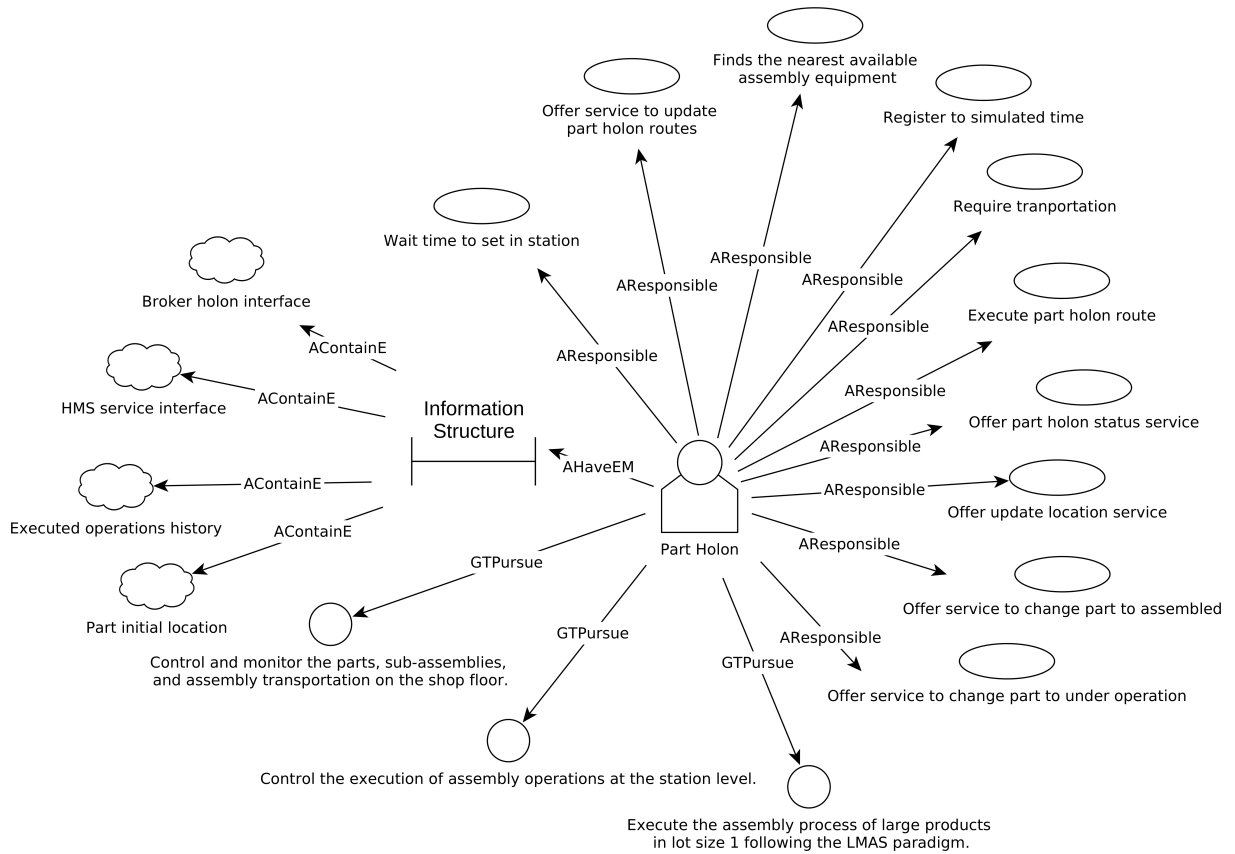 Finds the nearest available
assembly equipment
Offer service to update
part holon routes
Register to simulated time
Require tranportation
Wait time to set in station
AResponsible
AResponsible
AResponsible
Broker holon interface
Execute part holon route
AResponsible
AContainE
AResponsible
HMS service interface
AContainE
AResponsible
Information
Structure
Offer part holon status service
AResponsible
AHaveEM
AContainE
AResponsible
Offer update location service
Executed operations history
AContainE
AResponsible
Part Holon
GTPursue
Offer service to change part to assembled
Part initial location
GTPursue
AResponsible
Control and monitor the parts, sub-assemblies,
and assembly transportation on the shop floor.
GTPursue
Offer service to change part to under operation
Control the execution of assembly operations at the station level.
Execute the assembly process of large products
in lot size 1 following the LMAS paradigm.